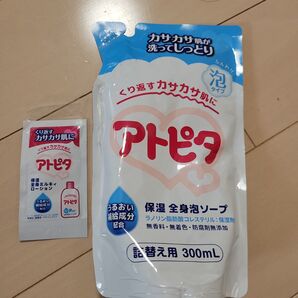 カサカサ肌が
洗ってしっとり
泡
タイプ
くり返すカサカサ肌に
アトピタ
うるおい
補給成分
配合
保湿 全身泡ソープ
ラノリン脂肪酸コレステリル:保湿剤
無香料・無着色・防腐剤無添加
詰替え用 300mL
くり返す
カサカサ肌に
アトピタ
保湿
全身ミルキィ
ローション